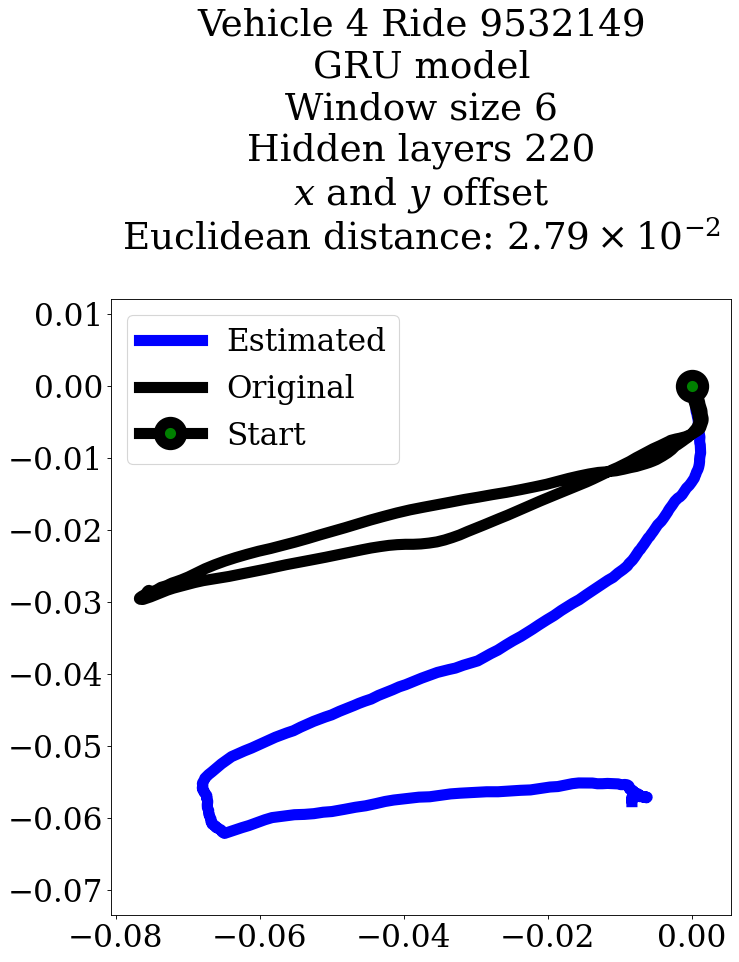 Vehicle 4 Ride 9532149
GRU model
Window size 6
Hidden layers 220
x and y offset
Euclidean distance: 2.79 × 10⁻²
Estimated
Original
Start
0.01
0.00
−0.01
−0.02
−0.03
−0.04
−0.05
−0.06
−0.07
−0.08 −0.06 −0.04 −0.02 0.00